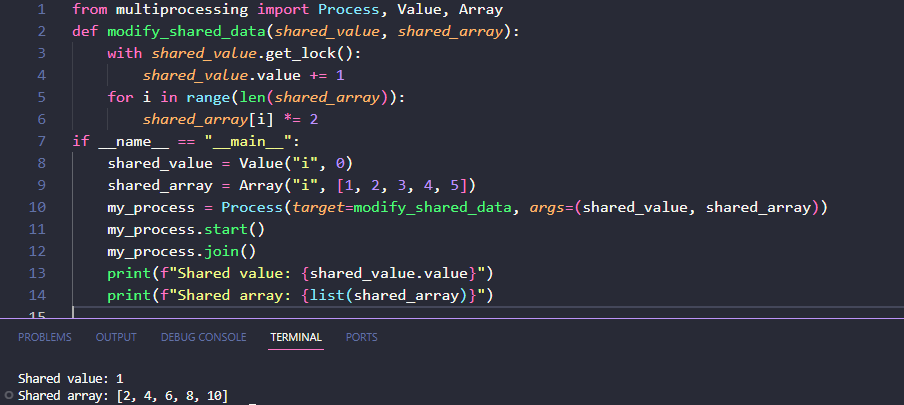 1 from multiprocessing import Process, Value, Array
2 def modify_shared_data(shared_value, shared_array):
3     with shared_value.get_lock():
4         shared_value.value += 1
5     for i in range(len(shared_array)):
6         shared_array[i] *= 2
7 if __name__ == "__main__":
8     shared_value = Value("i", 0)
9     shared_array = Array("i", [1, 2, 3, 4, 5])
10     my_process = Process(target=modify_shared_data, args=(shared_value, shared_array))
11     my_process.start()
12     my_process.join()
13     print(f"Shared value: {shared_value.value}")
14     print(f"Shared array: {list(shared_array)}")
15
PROBLEMS OUTPUT DEBUG CONSOLE TERMINAL PORTS
Shared value: 1
Shared array: [2, 4, 6, 8, 10]